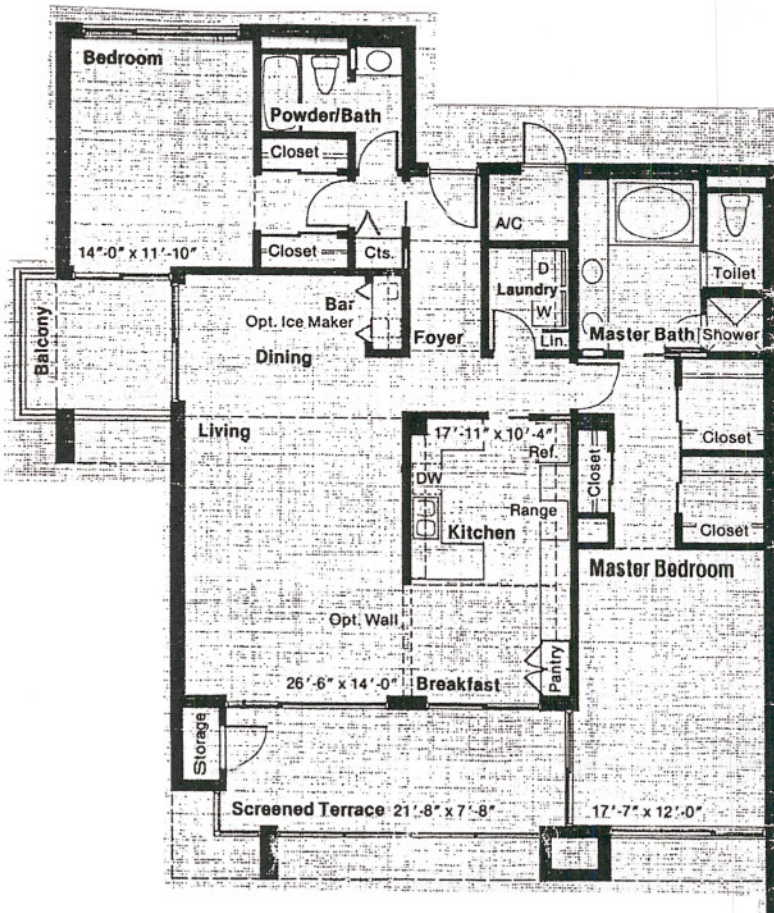 Bedroom
Powder/Bath
Closet
A/C
14"-0" x 11'-10"
Closet
Cts.
Toilet
D
Laundry
W
Lin.
Bar
Opt. Ice Maker
Foyer
Master Bath
Shower
Balcony
Dining
Living
17'-11" x 10'-4"
Ref.
Closet
Closet
DW
Range
Kitchen
Closet
Master Bedroom
Opt. Wall
Pantry
26'-6" x 14'-0"
Breakfast
Storage
Screened Terrace 21'-8" x 7'-8"
17'-7" x 12'-0"